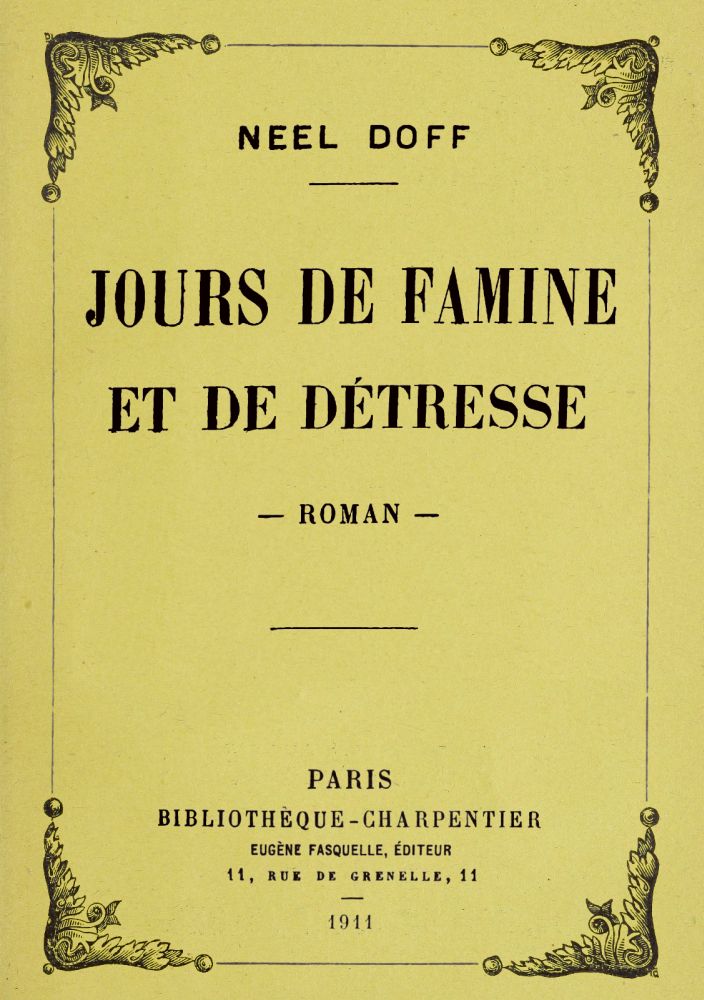 NEEL DOFF
JOURS DE FAMINE
ET DE DÉTRESSE
— ROMAN —
PARIS
BIBLIOTHÈQUE-CHARPENTIER
EUGÈNE FASQUELLE, ÉDITEUR
11, RUE DE GRENELLE, 11
1911